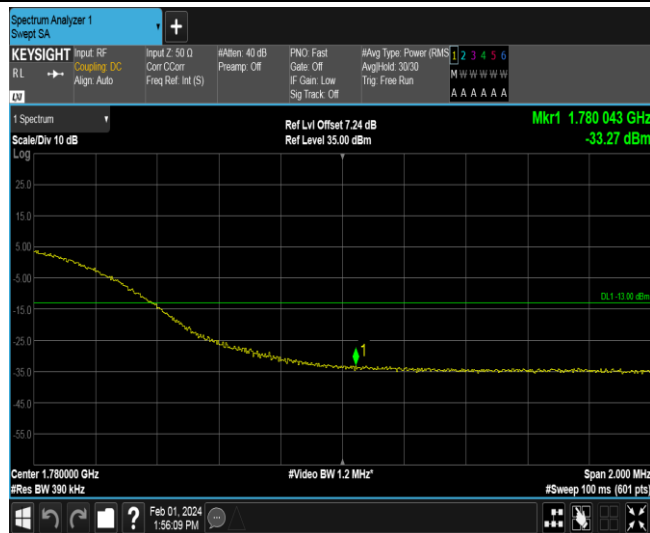 Spectrum Analyzer 1
Swept SA
KEYSIGHT
RL
Input: RF
Coupling: DC
Align: Auto
Input Z: 50 Ω
Corr CCorr
Freq Ref: Int (S)
#Atten: 40 dB
Preamp: Off
PNO: Fast
Gate: Off
IF Gain: Low
Sig Track: Off
#Avg Type: Power (RMS
Avg|Hold: 30/30
Trig: Free Run
1 2 3 4 5 6
M W W W W W
A A A A A A
1 Spectrum
Scale/Div 10 dB
Log
Ref Lvl Offset 7.24 dB
Ref Level 35.00 dBm
Mkr1 1.780 043 GHz
-33.27 dBm
25.0
15.0
5.00
-5.00
DL1 -13.00 dBm
-15.0
-25.0
1
-35.0
-45.0
-55.0
Center 1.780000 GHz
#Video BW 1.2 MHz*
Span 2.000 MHz
#Res BW 390 kHz
#Sweep 100 ms (601 pts)
?
Feb 01, 2024
1:56:09 PM